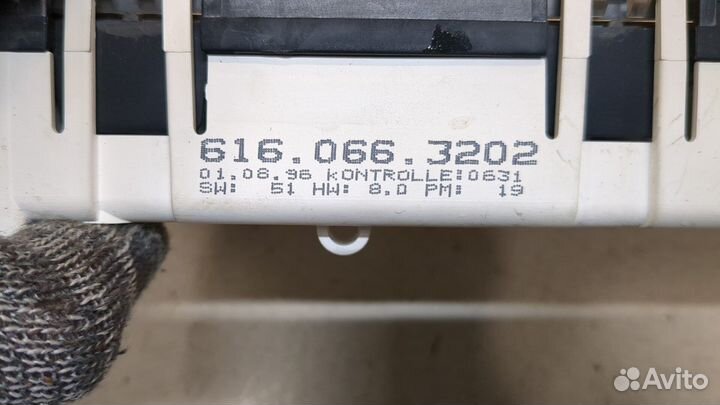 616.066.3202
01.08.96 KONTROLLE:0631
SW: 51 HW: 8.0 PM: 19
Avito